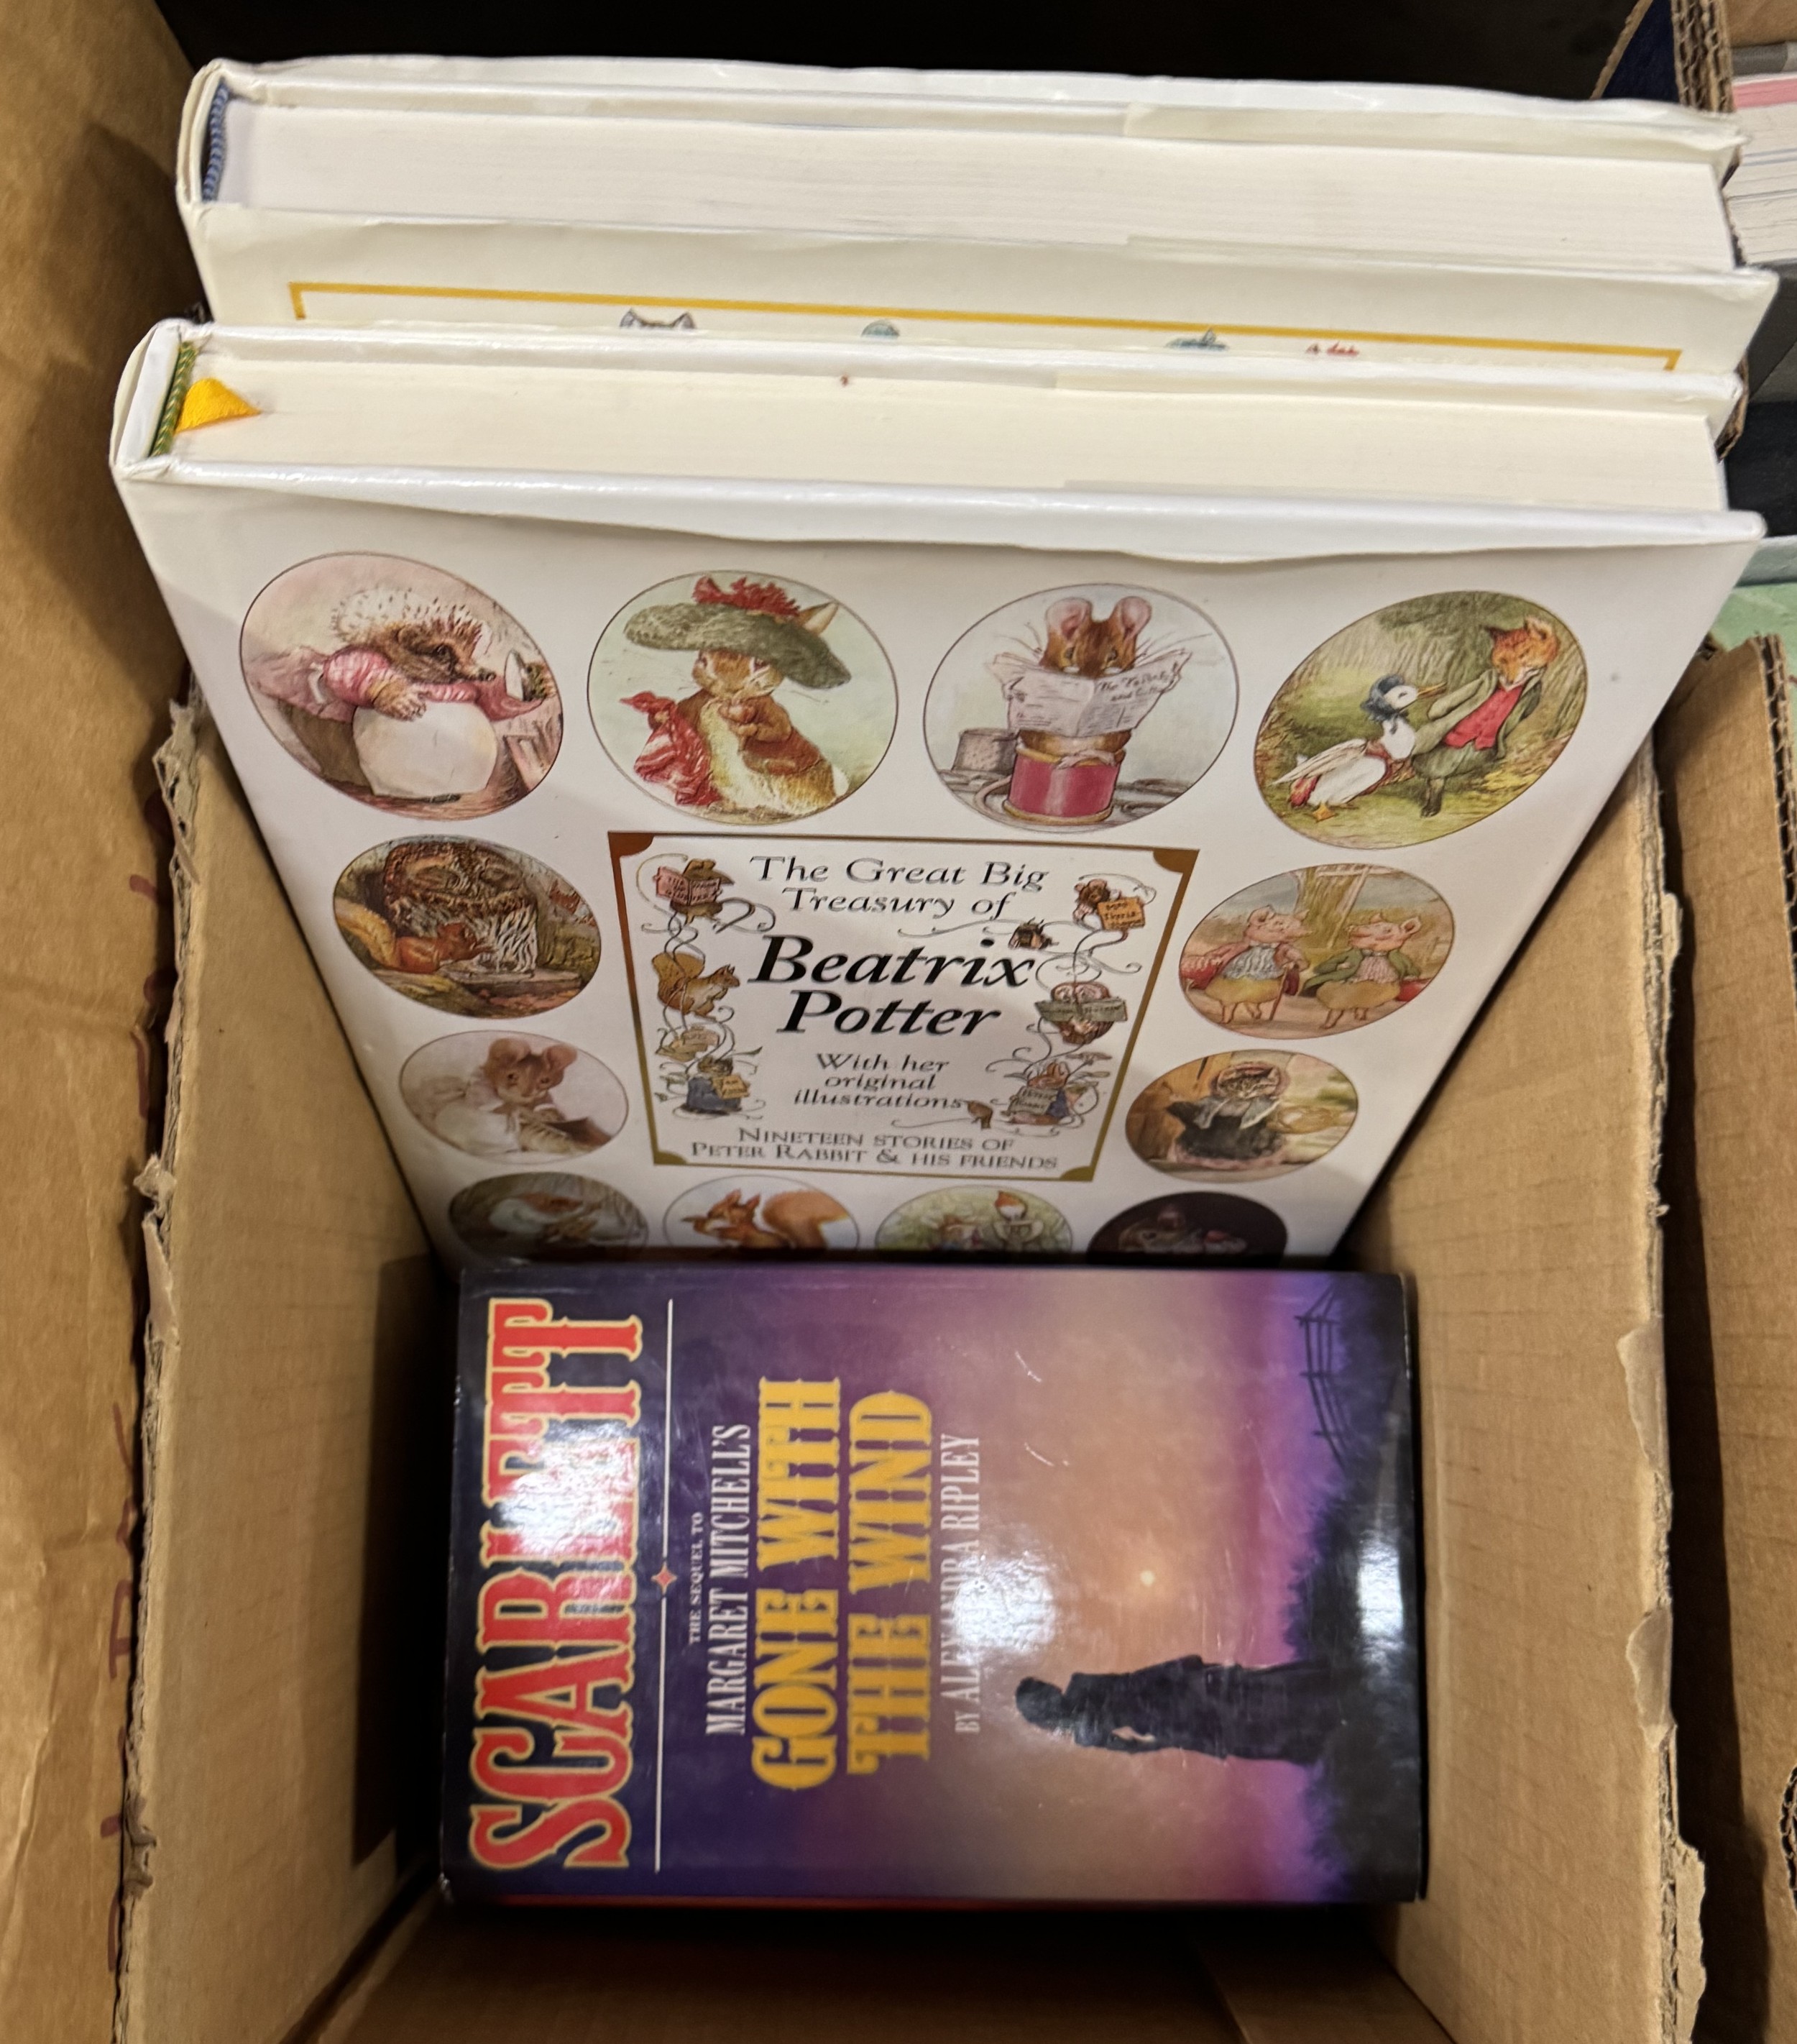 The Great Big
Treasury of
Beatrix
Potter
With her
original
illustrations
NINETEEN STORIES OF
PETER RABBIT & HIS FRIENDS
SCARLETT
THE SEQUEL TO
MARGARET MITCHELL'S
GONE WITH
THE WIND
BY ALEXANDRA RIPLEY